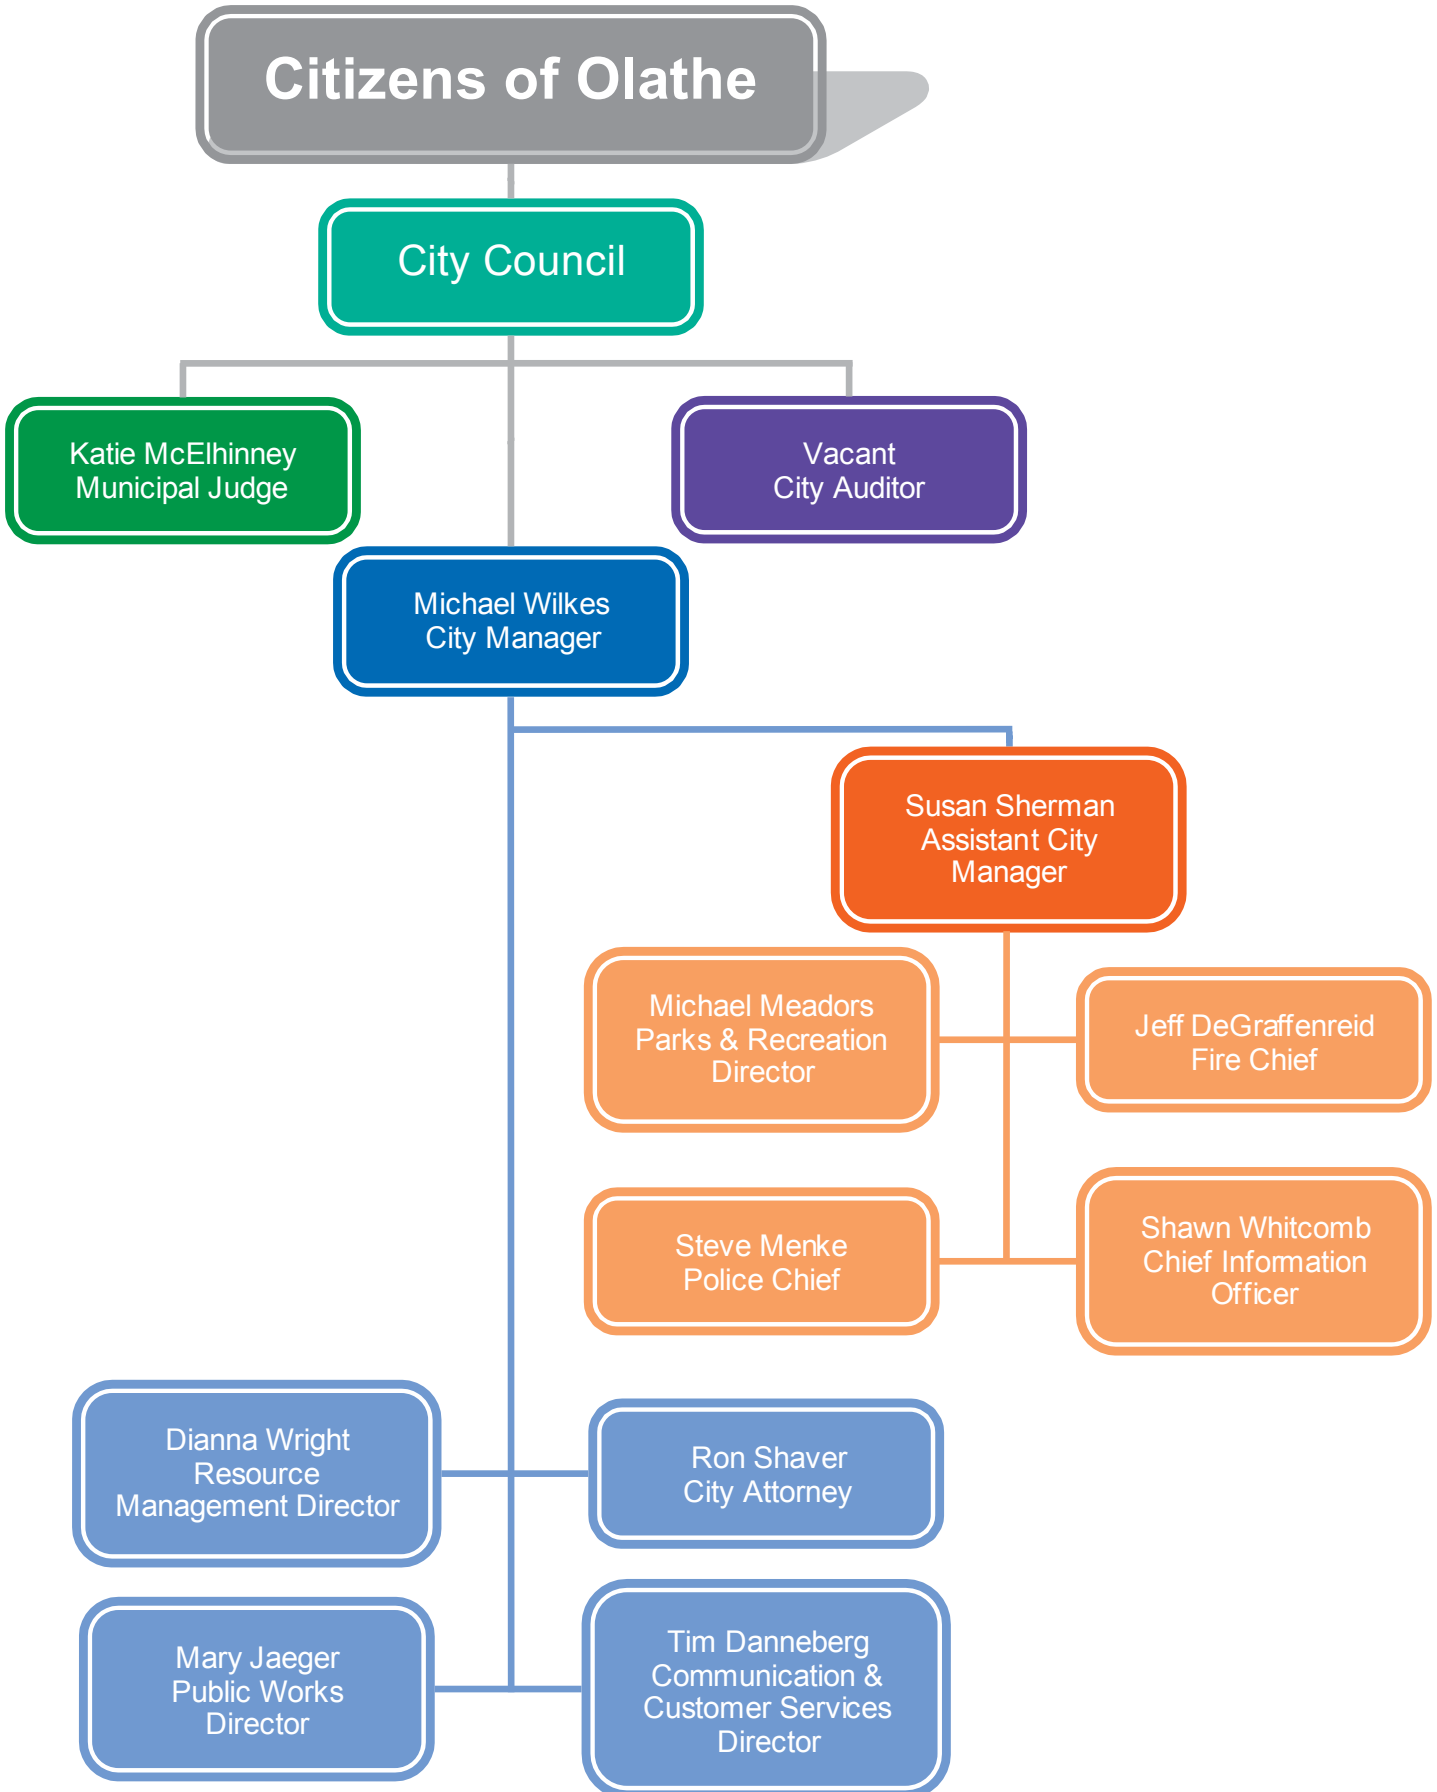 Citizens of Olathe
City Council
Katie McElhinney
Municipal Judge
Vacant
City Auditor
Michael Wilkes
City Manager
Susan Sherman
Assistant City
Manager
Michael Meadors
Parks & Recreation
Director
Jeff DeGraffenreid
Fire Chief
Steve Menke
Police Chief
Shawn Whitcomb
Chief Information
Officer
Dianna Wright
Resource
Management Director
Ron Shaver
City Attorney
Mary Jaeger
Public Works
Director
Tim Danneberg
Communication &
Customer Services
Director